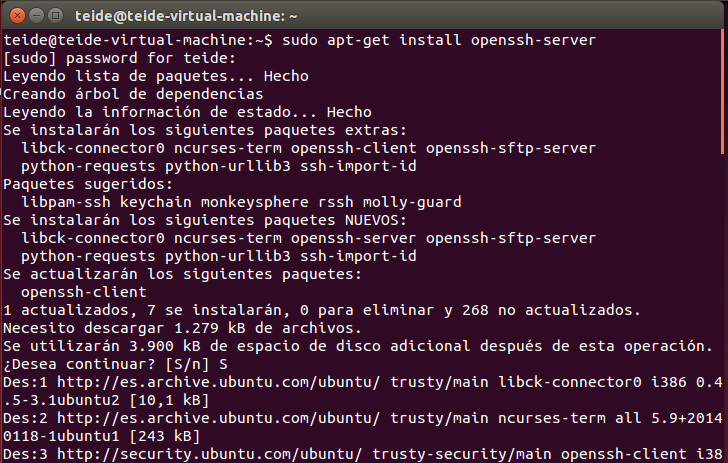 teide@teide-virtual-machine: ~
teide@teide-virtual-machine:~$ sudo apt-get install openssh-server
[sudo] password for teide:
Leyendo lista de paquetes... Hecho
Creando árbol de dependencias
Leyendo la información de estado... Hecho
Se instalarán los siguientes paquetes extras:
  libck-connector0 ncurses-term openssh-client openssh-sftp-server
  python-requests python-urllib3 ssh-import-id
Paquetes sugeridos:
  libpam-ssh keychain monkeysphere rssh molly-guard
Se instalarán los siguientes paquetes NUEVOS:
  libck-connector0 ncurses-term openssh-server openssh-sftp-server
  python-requests python-urllib3 ssh-import-id
Se actualizarán los siguientes paquetes:
  openssh-client
1 actualizados, 7 se instalarán, 0 para eliminar y 268 no actualizados.
Necesito descargar 1.279 kB de archivos.
Se utilizarán 3.900 kB de espacio de disco adicional después de esta operación.
¿Desea continuar? [S/n] S
Des:1 http://es.archive.ubuntu.com/ubuntu/ trusty/main libck-connector0 i386 0.4
.5-3.1ubuntu2 [10,1 kB]
Des:2 http://es.archive.ubuntu.com/ubuntu/ trusty/main ncurses-term all 5.9+2014
0118-1ubuntu1 [243 kB]
Des:3 http://security.ubuntu.com/ubuntu/ trusty-security/main openssh-client i38